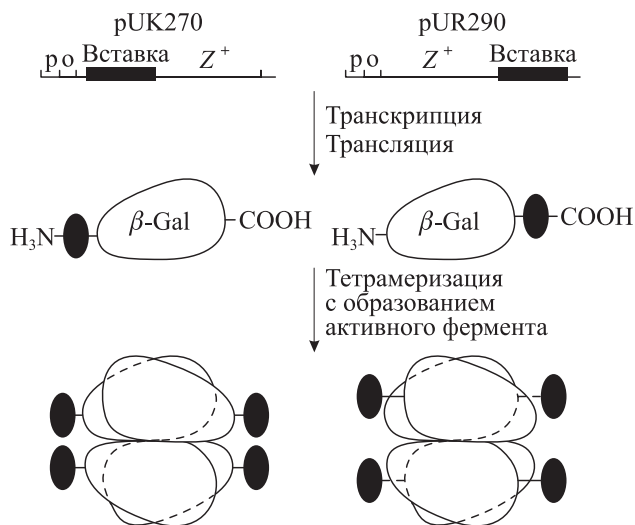 pUK270 pUR290
p o Вставка Z⁺ p o Z⁺ Вставка
Транскрипция
Трансляция
H₃N β-Gal COOH H₃N β-Gal COOH
Тетрамеризация
с образованием
активного фермента